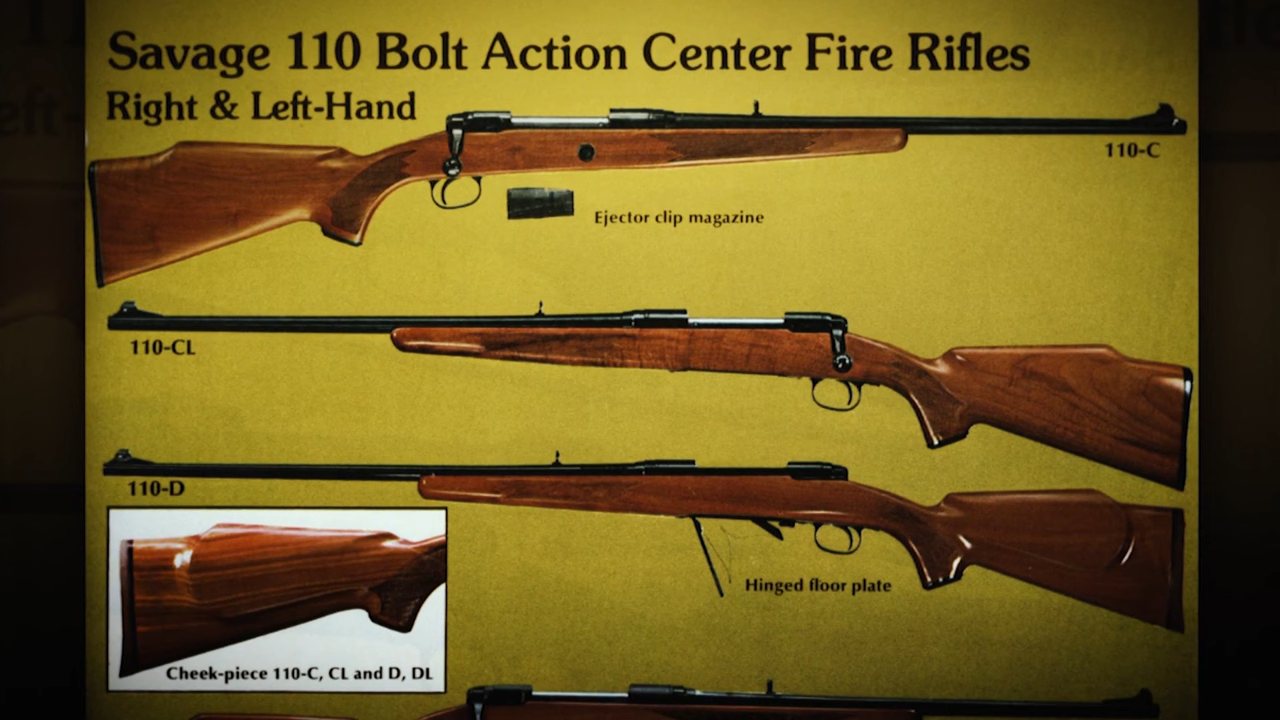 Savage 110 Bolt Action Center Fire Rifles
Right & Left-Hand
110-C
Ejector clip magazine
110-CL
110-D
Hinged floor plate
Cheek-piece 110-C, CL and D, DL